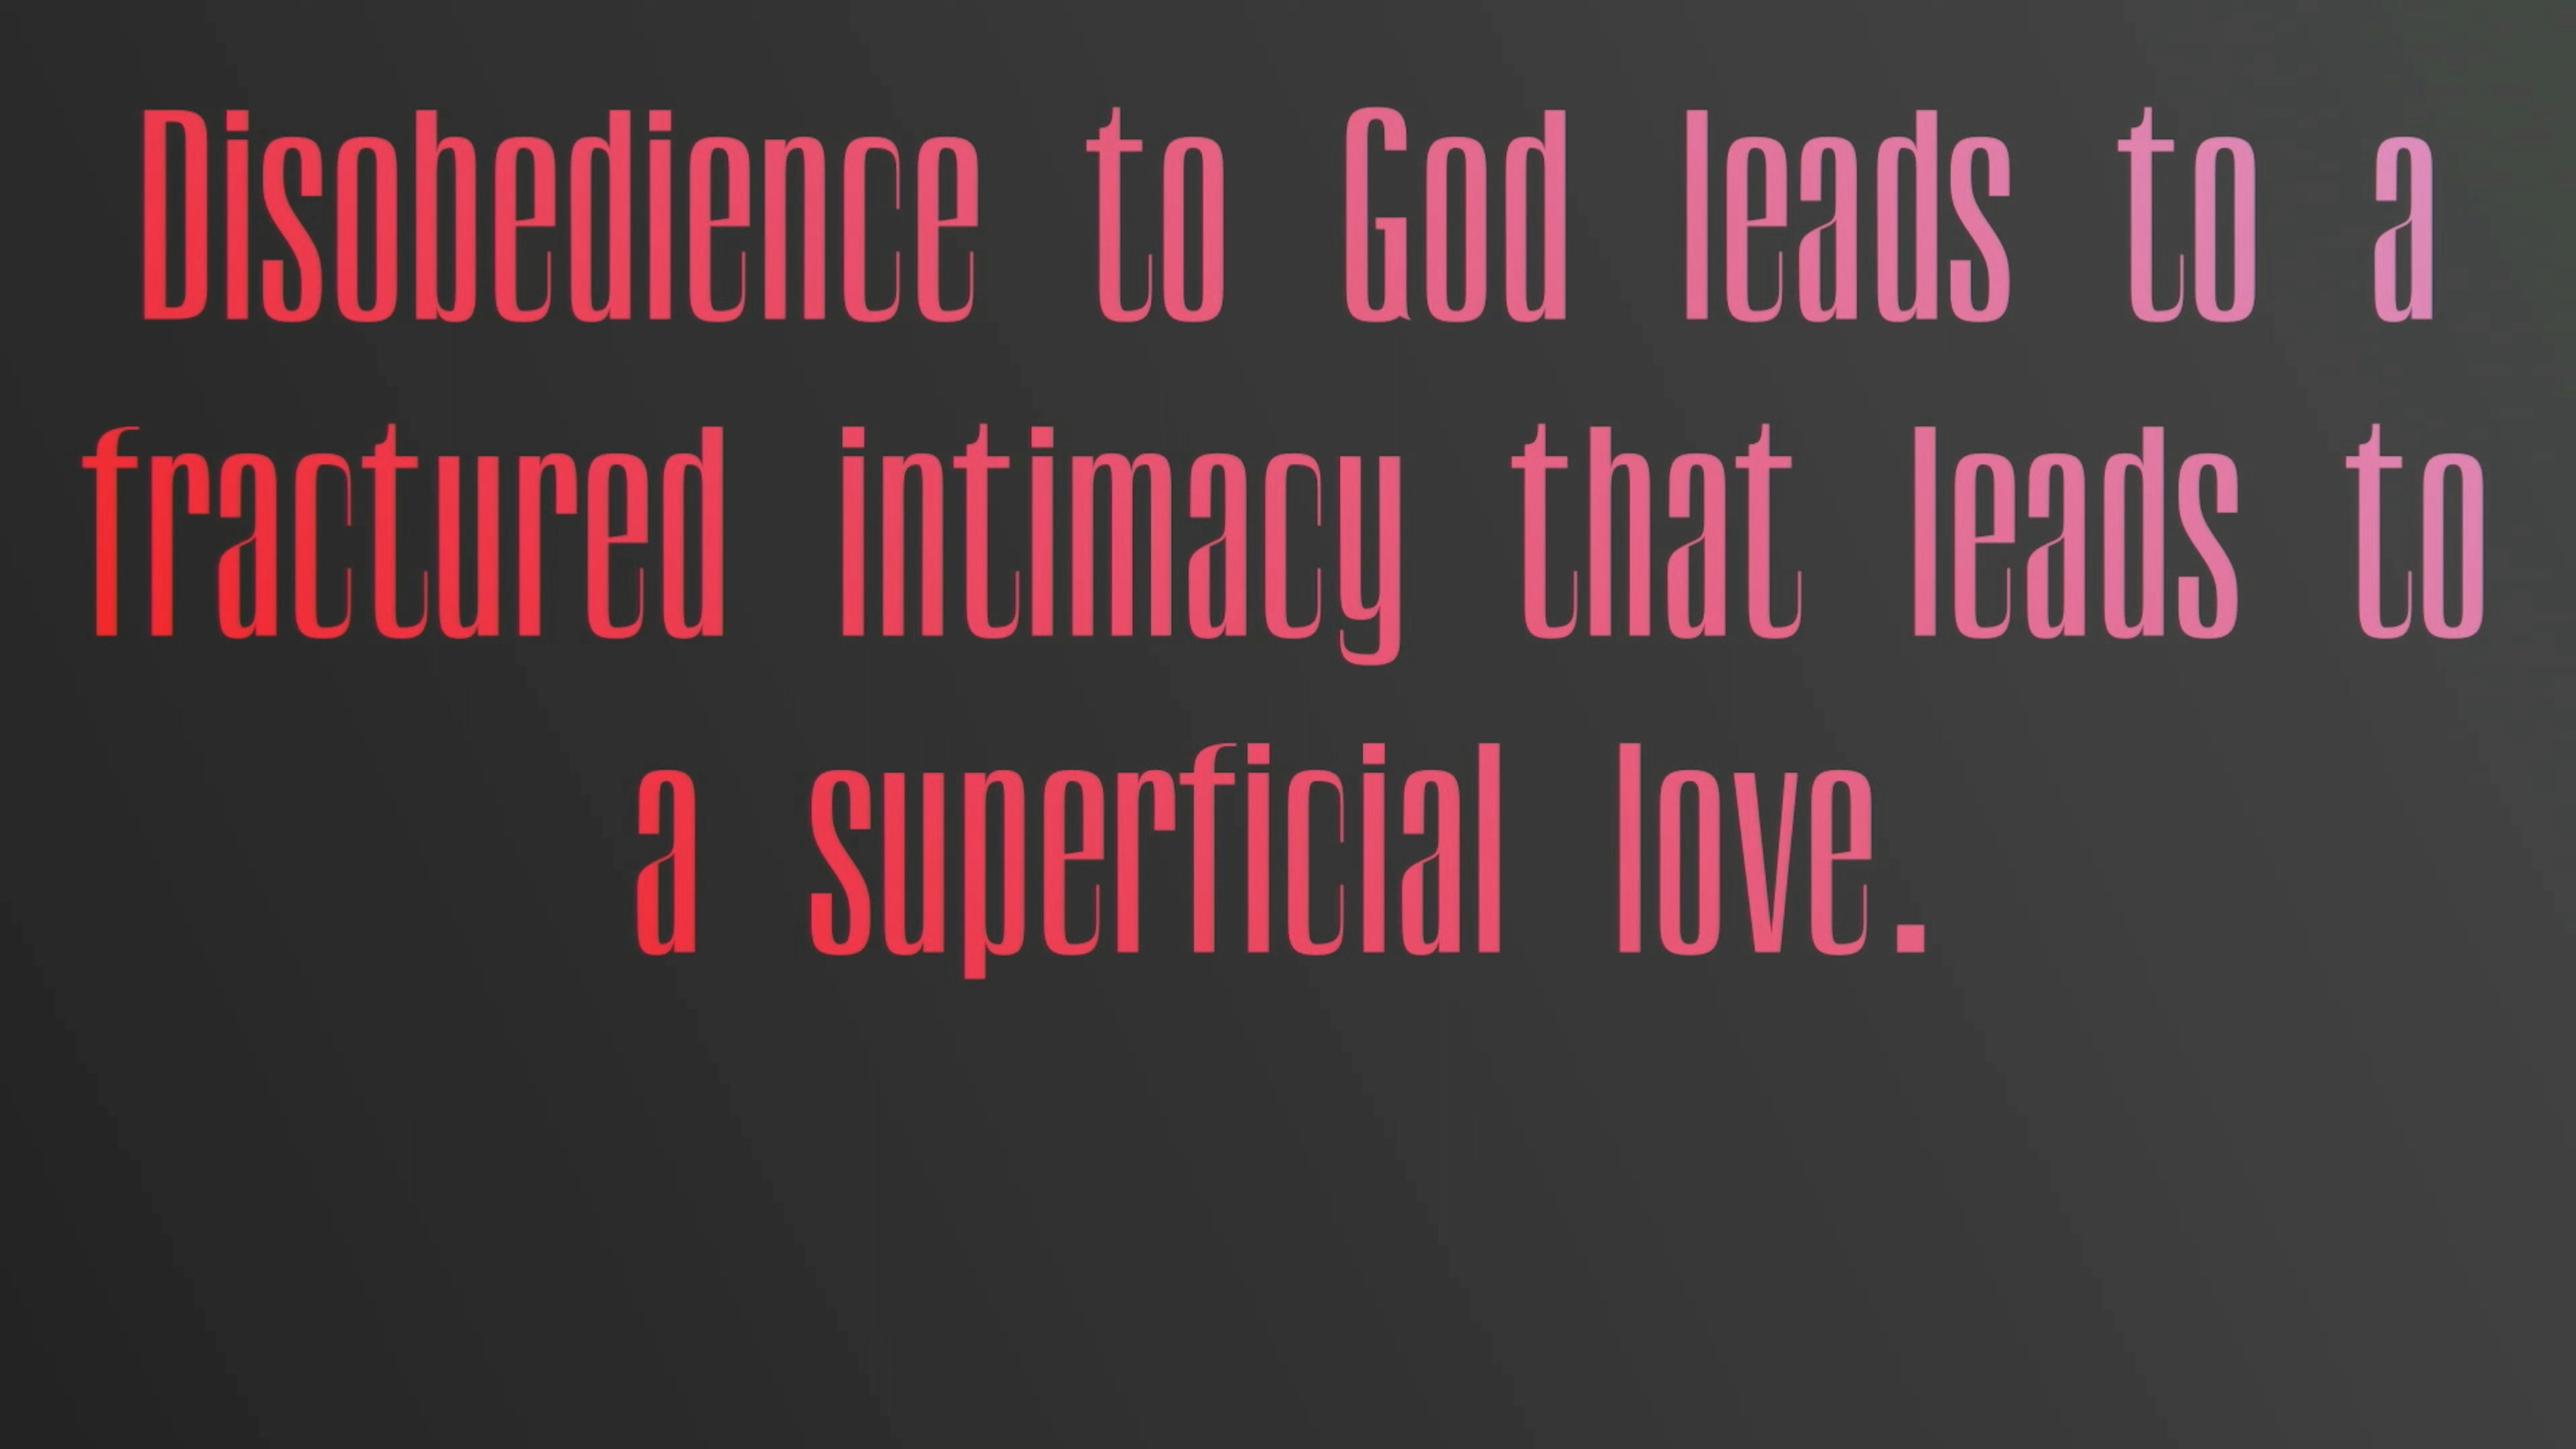 Disobedience to God leads to a
fractured intimacy that leads to
a superficial love.